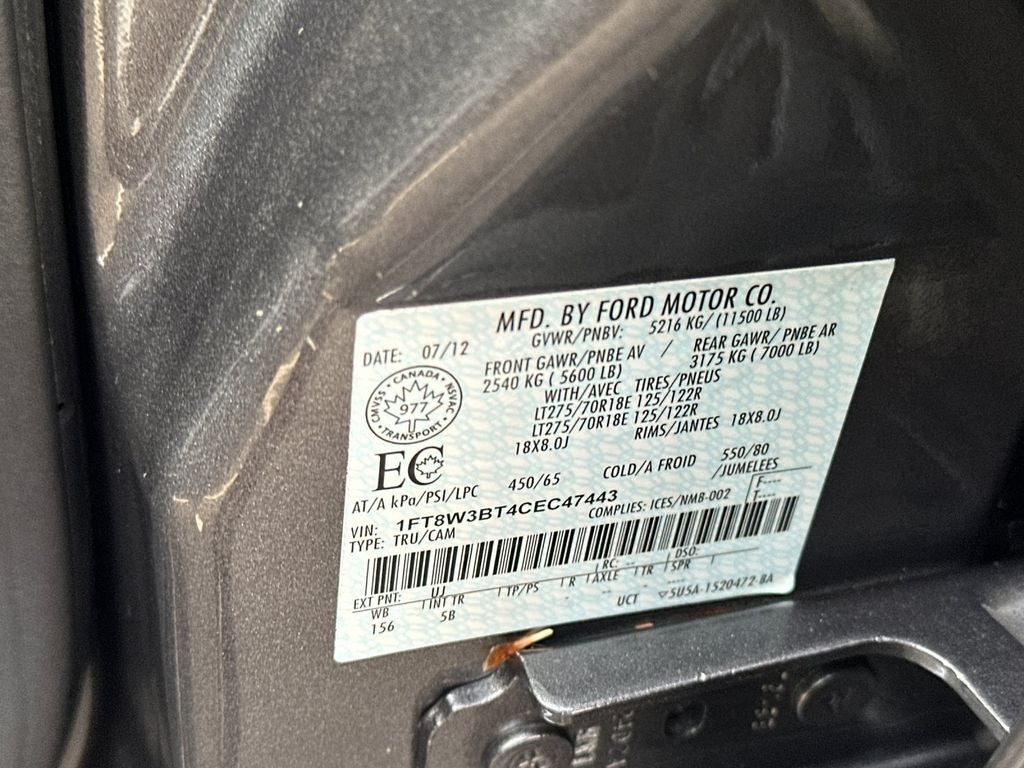 MFD. BY FORD MOTOR CO.
DATE: 07/12
GVWR/PNBV: 5216 KG/ (11500 LB)
FRONT GAWR/PNBE AV / REAR GAWR/ PNBE AR
2540 KG ( 5600 LB) 3175 KG ( 7000 LB)
WITH/AVEC TIRES/PNEUS
LT275/70R18E 125/122R
LT275/70R18E 125/122R
18X8.0J RIMS/JANTES 18X8.0J
CANADA
CMVSS NSVAC
977
TRANSPORT
EC
AT/A kPa/PSI/LPC 450/65 COLD/A FROID 550/80
/JUMELEES
VIN: 1FT8W3BT4CEC47443 COMPLIES: ICES/NMB-002 F----
TYPE: TRU/CAM T----
EXT PNT: UJ RC: -- DSO:
WB INT TR TP/PS R AXLE TR SPR
156 5B - - -
UCT ▽5U5A-1520472-BA